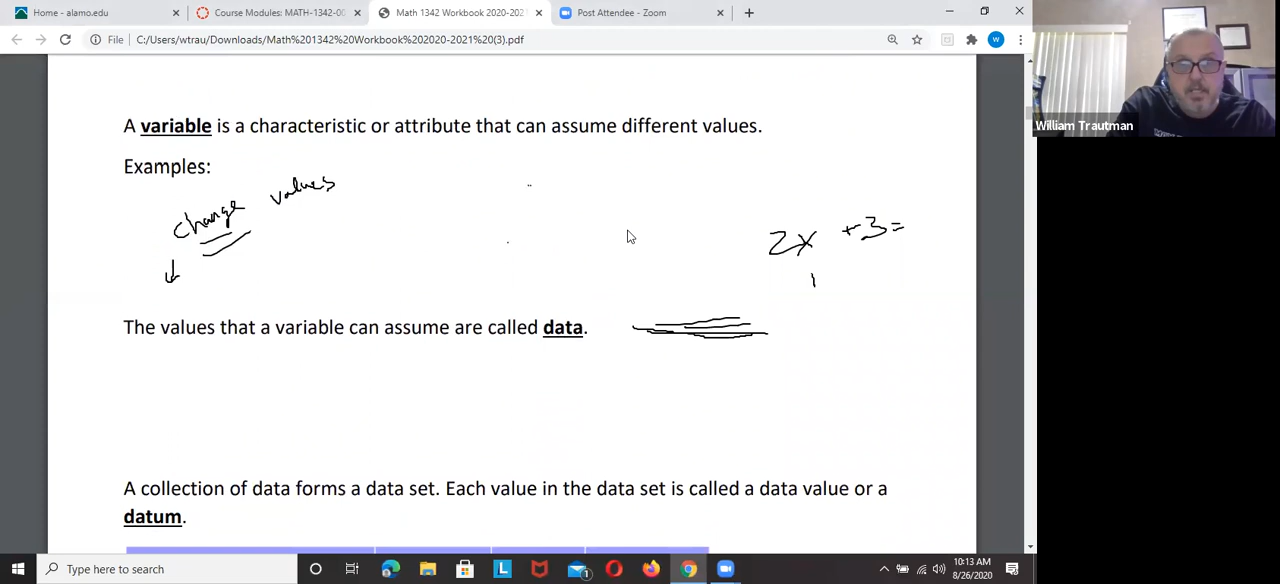 Home - alamo.edu
Course Modules: MATH-1342-00
Math 1342 Workbook 2020-2021
Post Attendee - Zoom
File
C:/Users/wtrau/Downloads/Math%201342%20Workbook%202020-2021%20(3).pdf
W
William Trautman
A variable is a characteristic or attribute that can assume different values.
Examples:
change values
2x +3=
The values that a variable can assume are called data.
A collection of data forms a data set. Each value in the data set is called a data value or a
datum.
Type here to search
L
1
10:13 AM
8/26/2020